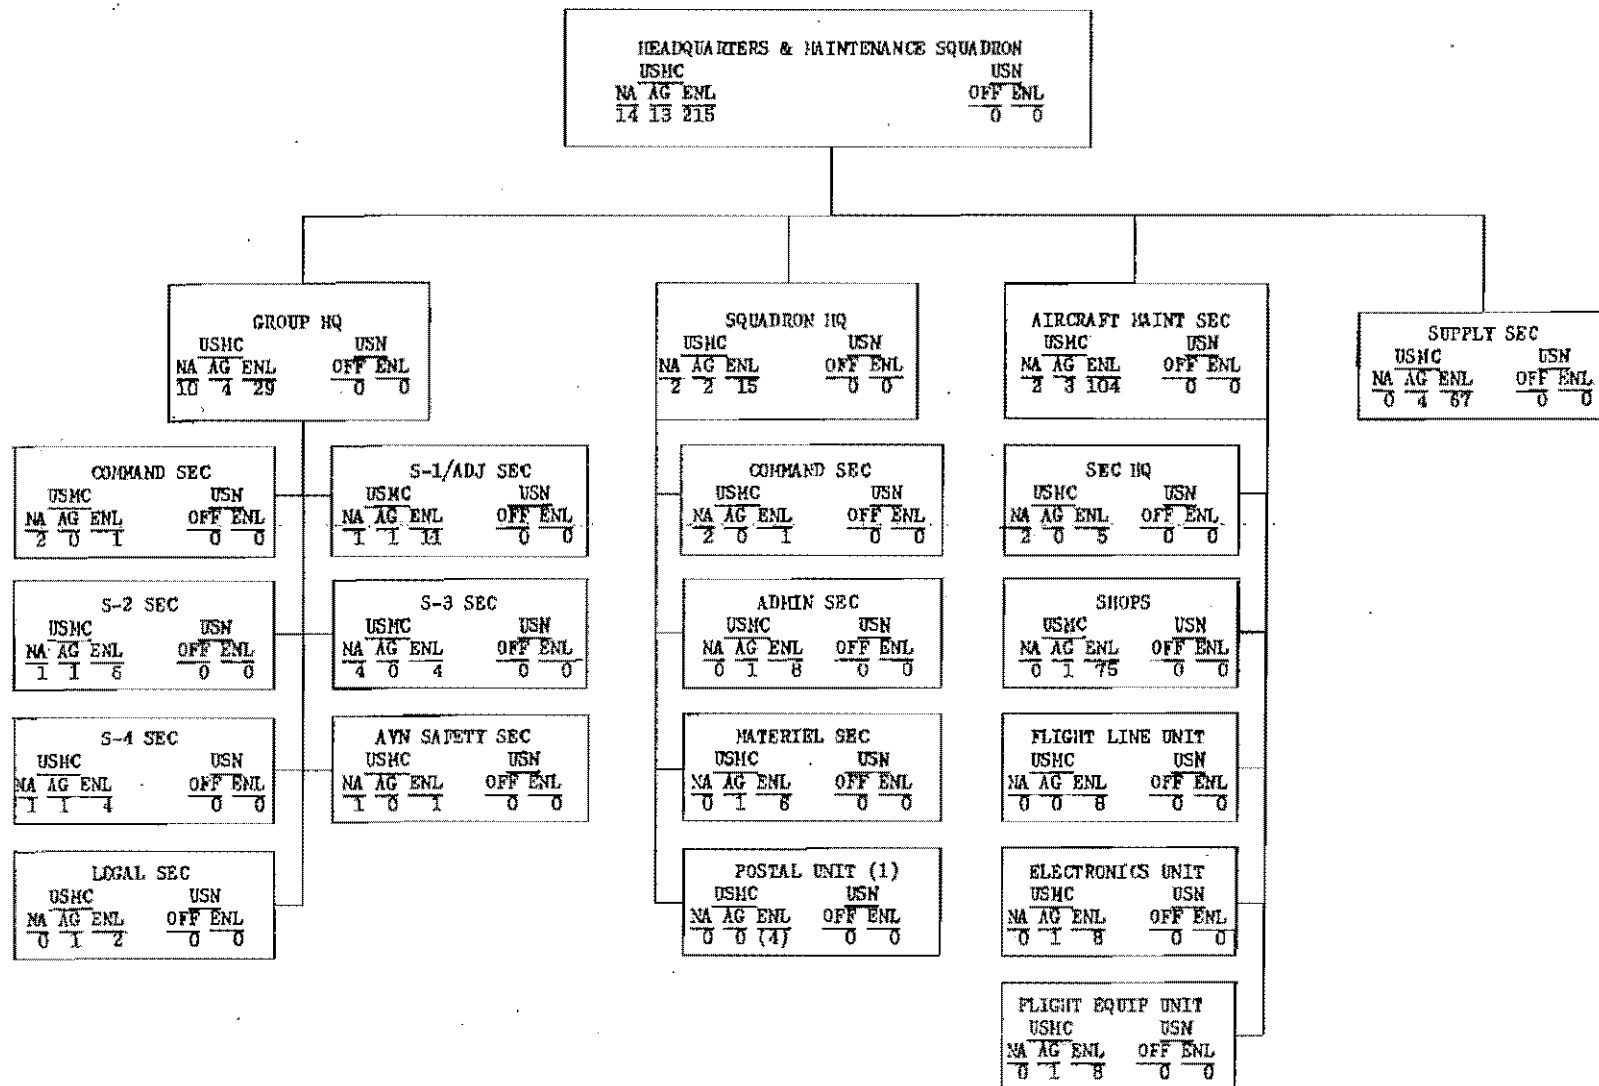 HEADQUARTERS & MAINTENANCE SQUADRON
USMC USN
NA AG ENL OFF ENL
14 13 215 0 0
GROUP HQ
USMC USN
NA AG ENL OFF ENL
10 4 29 0 0
COMMAND SEC
USMC USN
NA AG ENL OFF ENL
2 0 1 0 0
S-1/ADJ SEC
USMC USN
NA AG ENL OFF ENL
1 1 11 0 0
S-2 SEC
USMC USN
NA AG ENL OFF ENL
1 1 6 0 0
S-3 SEC
USMC USN
NA AG ENL OFF ENL
4 0 4 0 0
S-4 SEC
USMC USN
NA AG ENL OFF ENL
1 1 4 0 0
AVN SAFETY SEC
USMC USN
NA AG ENL OFF ENL
1 0 1 0 0
LEGAL SEC
USMC USN
NA AG ENL OFF ENL
0 1 2 0 0
SQUADRON HQ
USMC USN
NA AG ENL OFF ENL
2 2 15 0 0
COMMAND SEC
USMC USN
NA AG ENL OFF ENL
2 0 1 0 0
ADMIN SEC
USMC USN
NA AG ENL OFF ENL
0 1 8 0 0
MATERIEL SEC
USMC USN
NA AG ENL OFF ENL
0 1 6 0 0
POSTAL UNIT (1)
USMC USN
NA AG ENL OFF ENL
0 0 (4) 0 0
AIRCRAFT MAINT SEC
USMC USN
NA AG ENL OFF ENL
2 3 104 0 0
SEC HQ
USMC USN
NA AG ENL OFF ENL
2 0 5 0 0
SHOPS
USMC USN
NA AG ENL OFF ENL
0 1 75 0 0
FLIGHT LINE UNIT
USMC USN
NA AG ENL OFF ENL
0 0 8 0 0
ELECTRONICS UNIT
USMC USN
NA AG ENL OFF ENL
0 1 8 0 0
FLIGHT EQUIP UNIT
USMC USN
NA AG ENL OFF ENL
0 1 8 0 0
SUPPLY SEC
USMC USN
NA AG ENL OFF ENL
0 4 67 0 0